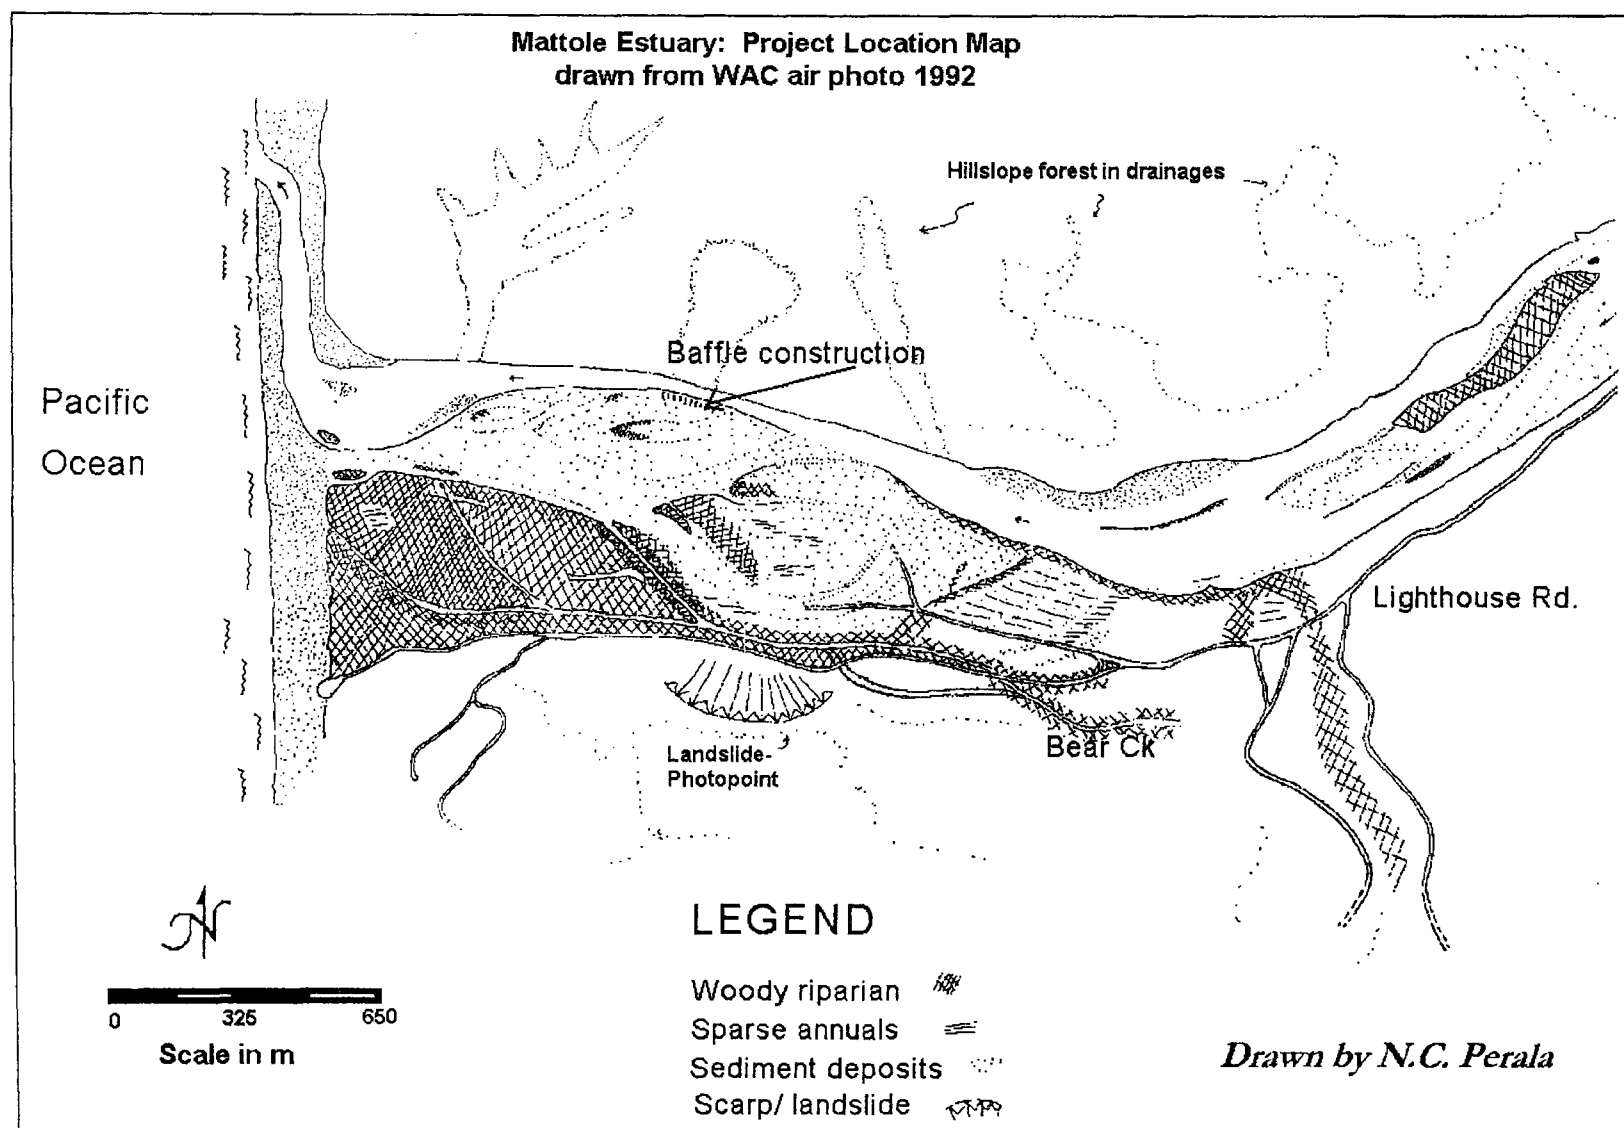 Mattole Estuary: Project Location Map
drawn from WAC air photo 1992
Hillslope forest in drainages
Baffle construction
Pacific
Ocean
Lighthouse Rd.
Bear Ck
Landslide-
Photopoint
N
LEGEND
Woody riparian
Sparse annuals
Sediment deposits
Scarp/ landslide
0 325 650
Scale in m
Drawn by N.C. Perala